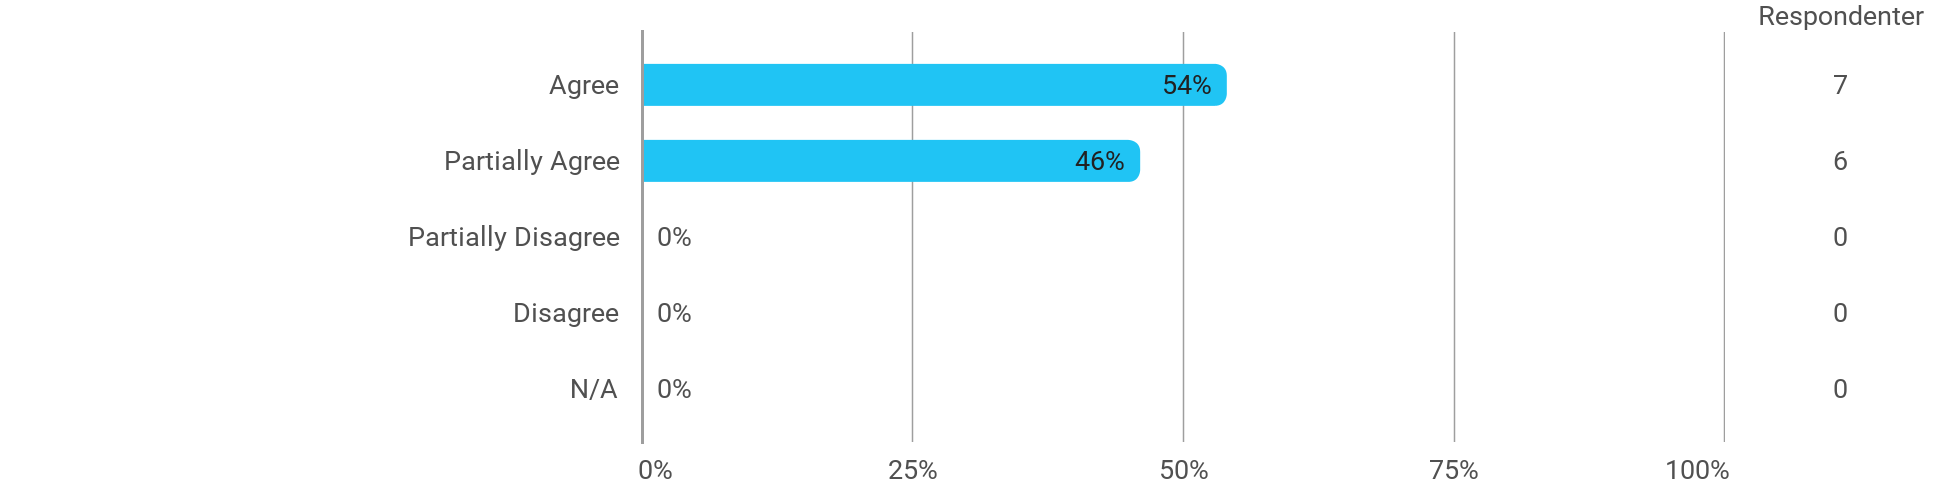 Respondenter
Agree 54% 7
Partially Agree 46% 6
Partially Disagree 0% 0
Disagree 0% 0
N/A 0% 0
0% 25% 50% 75% 100%